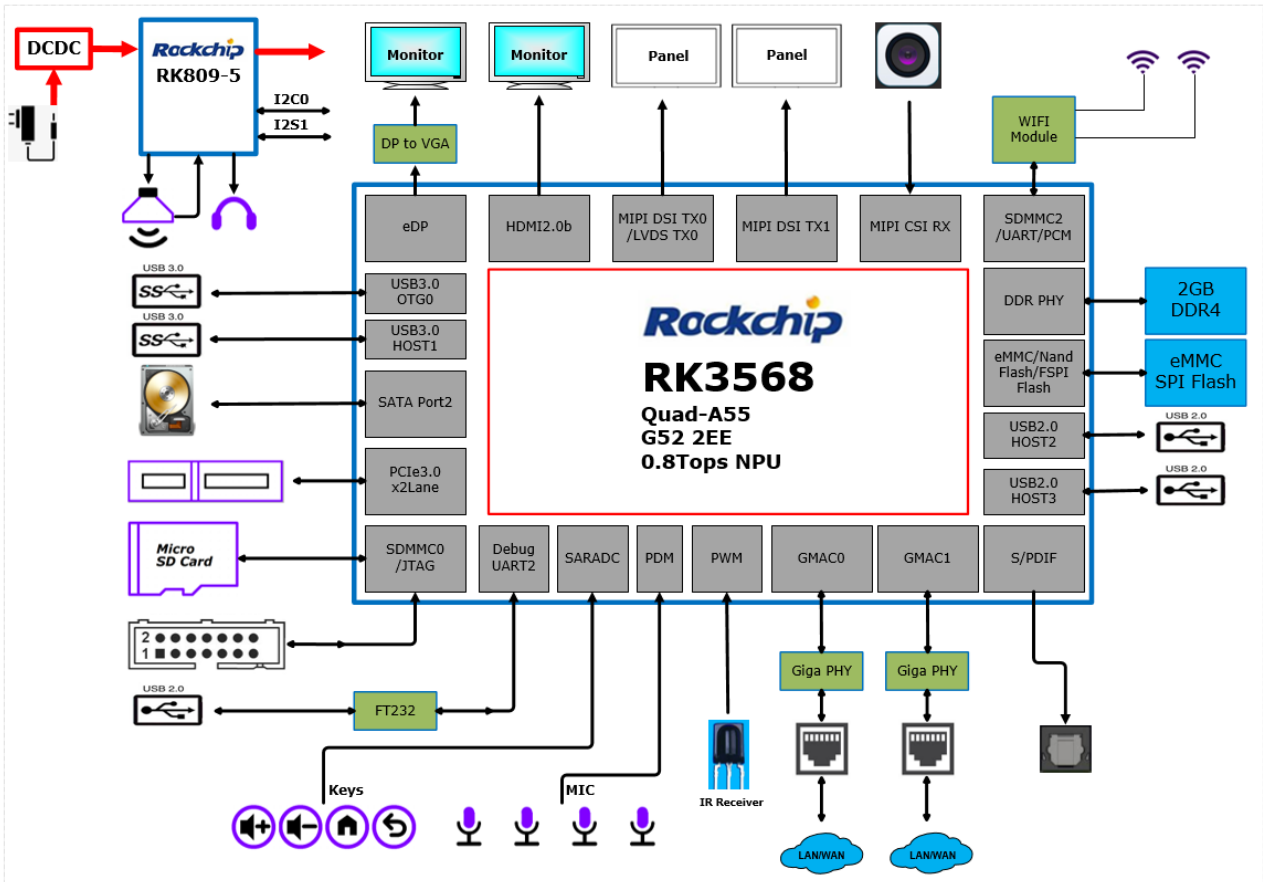 DCDC
Rockchip
RK809-5
I2C0
I2S1
Monitor
Monitor
Panel
Panel
DP to VGA
WIFI
Module
eDP
HDMI2.0b
MIPI DSI TX0
/LVDS TX0
MIPI DSI TX1
MIPI CSI RX
SDMMC2
/UART/PCM
USB 3.0
SS
USB3.0
OTG0
USB 3.0
SS
USB3.0
HOST1
SATA Port2
PCIe3.0
x2Lane
Micro
SD Card
SDMMC0
/JTAG
Rockchip
RK3568
Quad-A55
G52 2EE
0.8Tops NPU
DDR PHY
2GB
DDR4
eMMC/Nand
Flash/FSPI
Flash
eMMC
SPI Flash
USB2.0
HOST2
USB 2.0
USB2.0
HOST3
USB 2.0
Debug
UART2
SARADC
PDM
PWM
GMAC0
GMAC1
S/PDIF
2
1
USB 2.0
FT232
Giga PHY
Giga PHY
Keys
MIC
IR Receiver
LAN/WAN
LAN/WAN